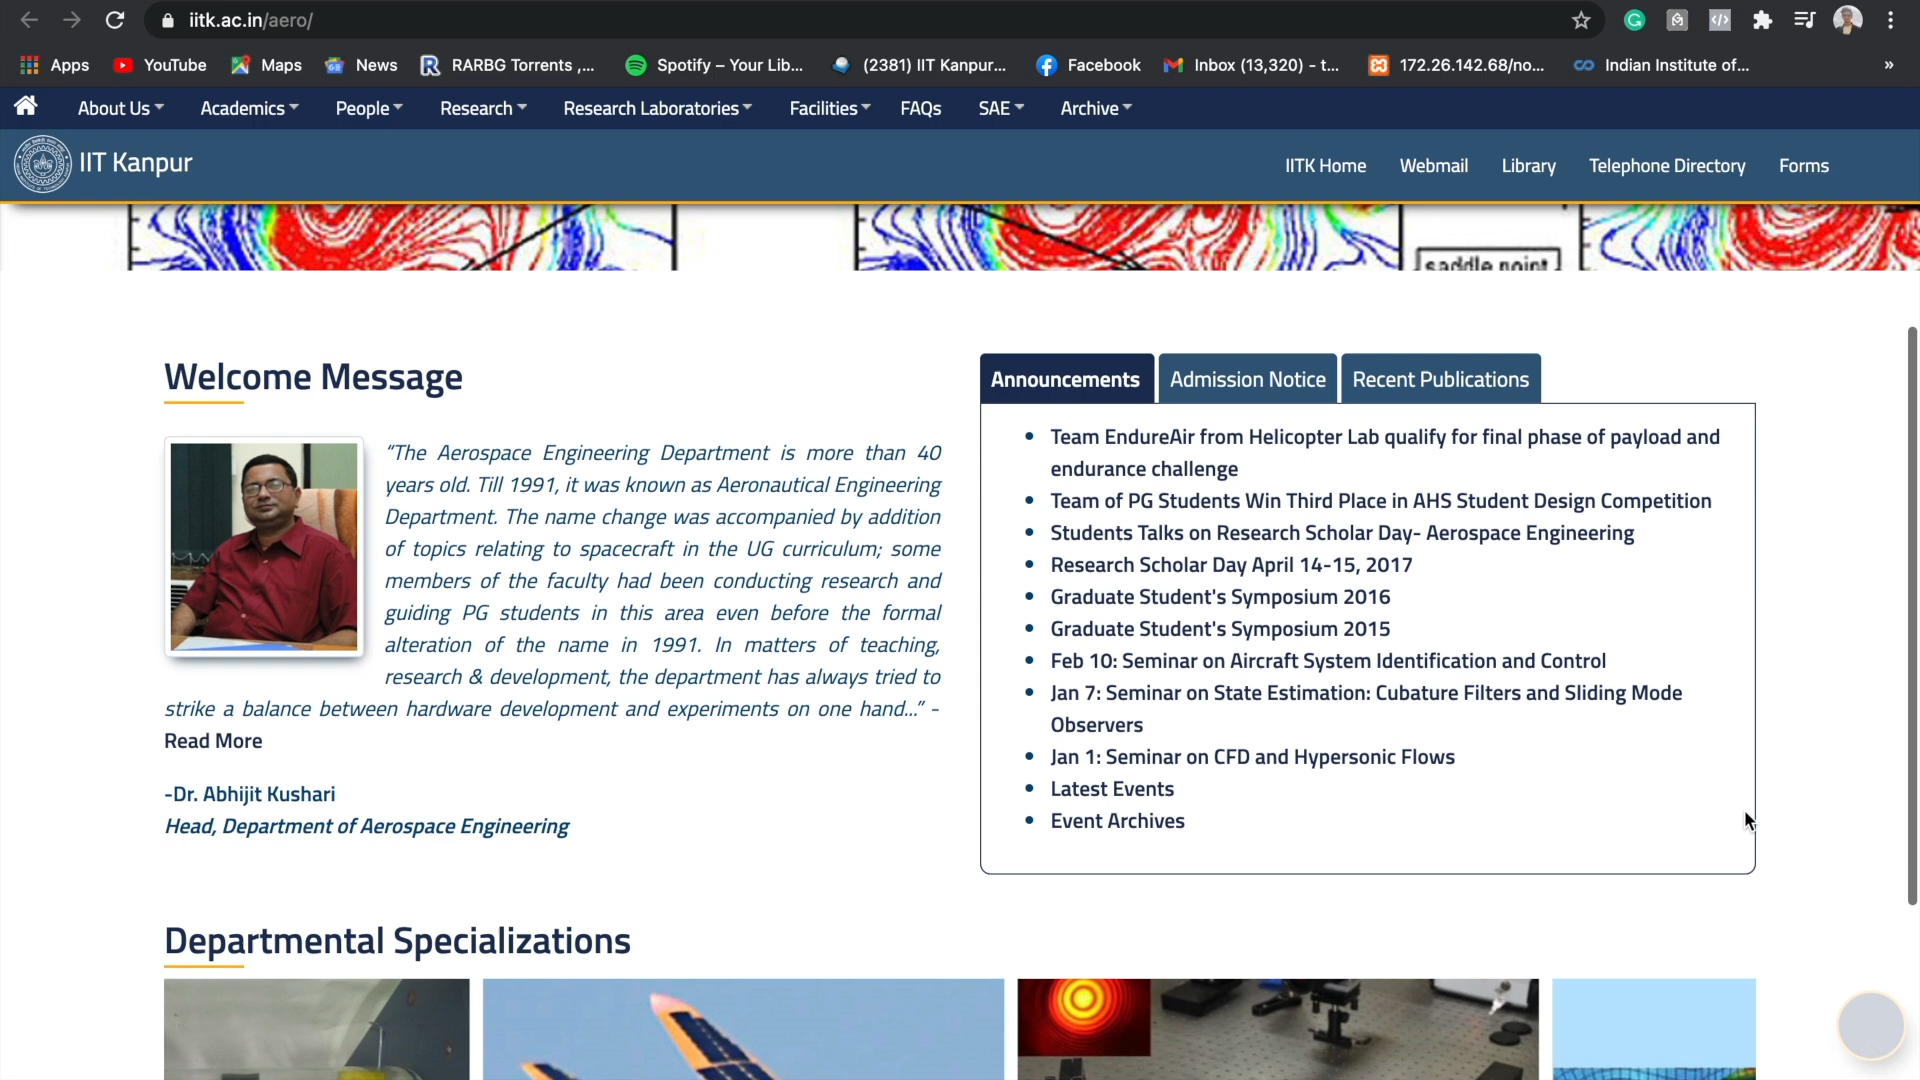 iitk.ac.in/aero/
Apps YouTube Maps News RARBG Torrents ,... Spotify – Your Lib... (2381) IIT Kanpur... Facebook Inbox (13,320) - t... 172.26.142.68/no... Indian Institute of... »
About Us Academics People Research Research Laboratories Facilities FAQs SAE Archive
IIT Kanpur IITK Home Webmail Library Telephone Directory Forms
saddle point
Welcome Message
“The Aerospace Engineering Department is more than 40
years old. Till 1991, it was known as Aeronautical Engineering
Department. The name change was accompanied by addition
of topics relating to spacecraft in the UG curriculum; some
members of the faculty had been conducting research and
guiding PG students in this area even before the formal
alteration of the name in 1991. In matters of teaching,
research & development, the department has always tried to
strike a balance between hardware development and experiments on one hand...” -
Read More
-Dr. Abhijit Kushari
Head, Department of Aerospace Engineering
Announcements Admission Notice Recent Publications
• Team EndureAir from Helicopter Lab qualify for final phase of payload and
endurance challenge
• Team of PG Students Win Third Place in AHS Student Design Competition
• Students Talks on Research Scholar Day- Aerospace Engineering
• Research Scholar Day April 14-15, 2017
• Graduate Student's Symposium 2016
• Graduate Student's Symposium 2015
• Feb 10: Seminar on Aircraft System Identification and Control
• Jan 7: Seminar on State Estimation: Cubature Filters and Sliding Mode
Observers
• Jan 1: Seminar on CFD and Hypersonic Flows
• Latest Events
• Event Archives
Departmental Specializations